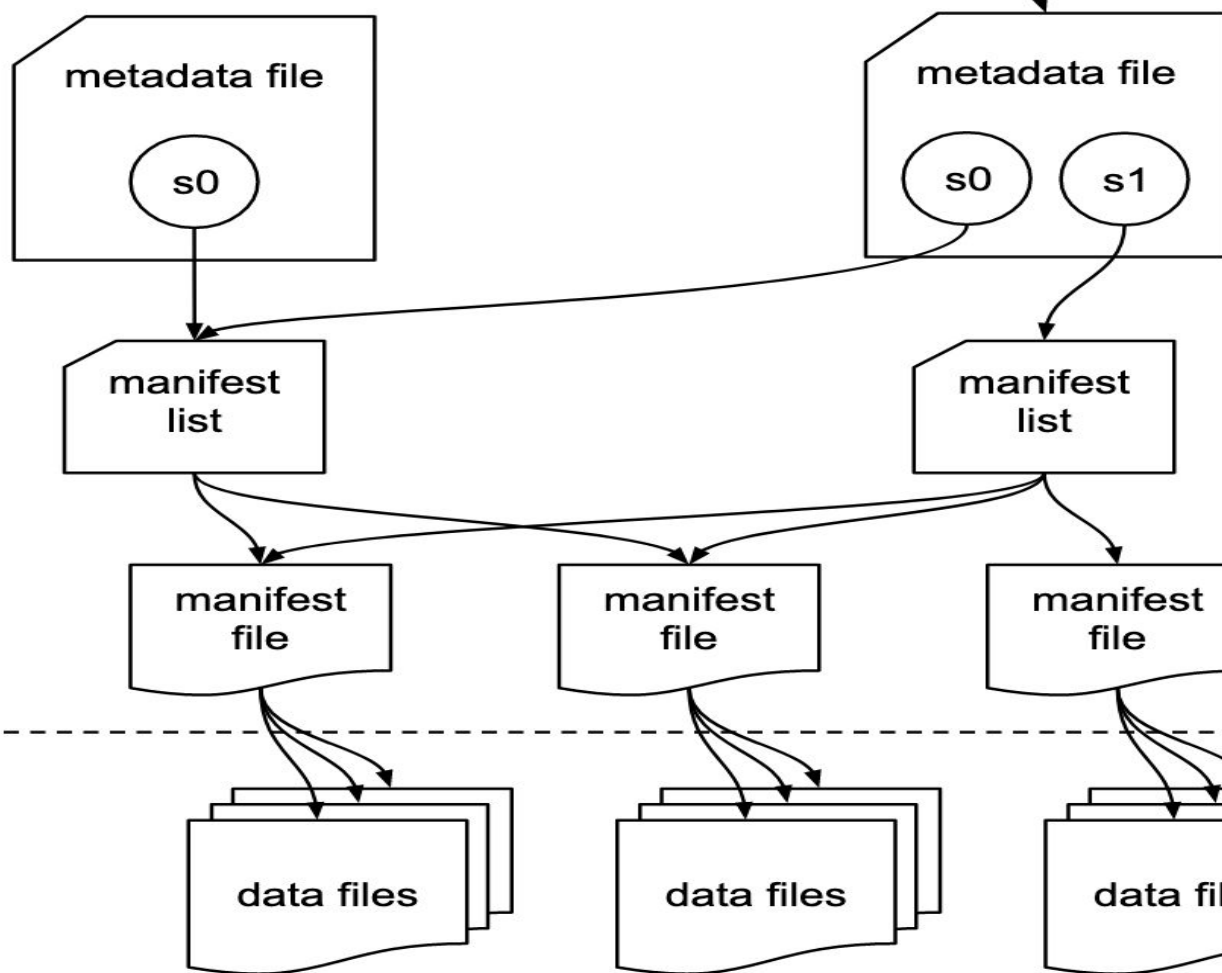 metadata file
metadata file
s0
s0
s1
manifest
list
manifest
list
manifest
file
manifest
file
manifest
file
data files
data files
data